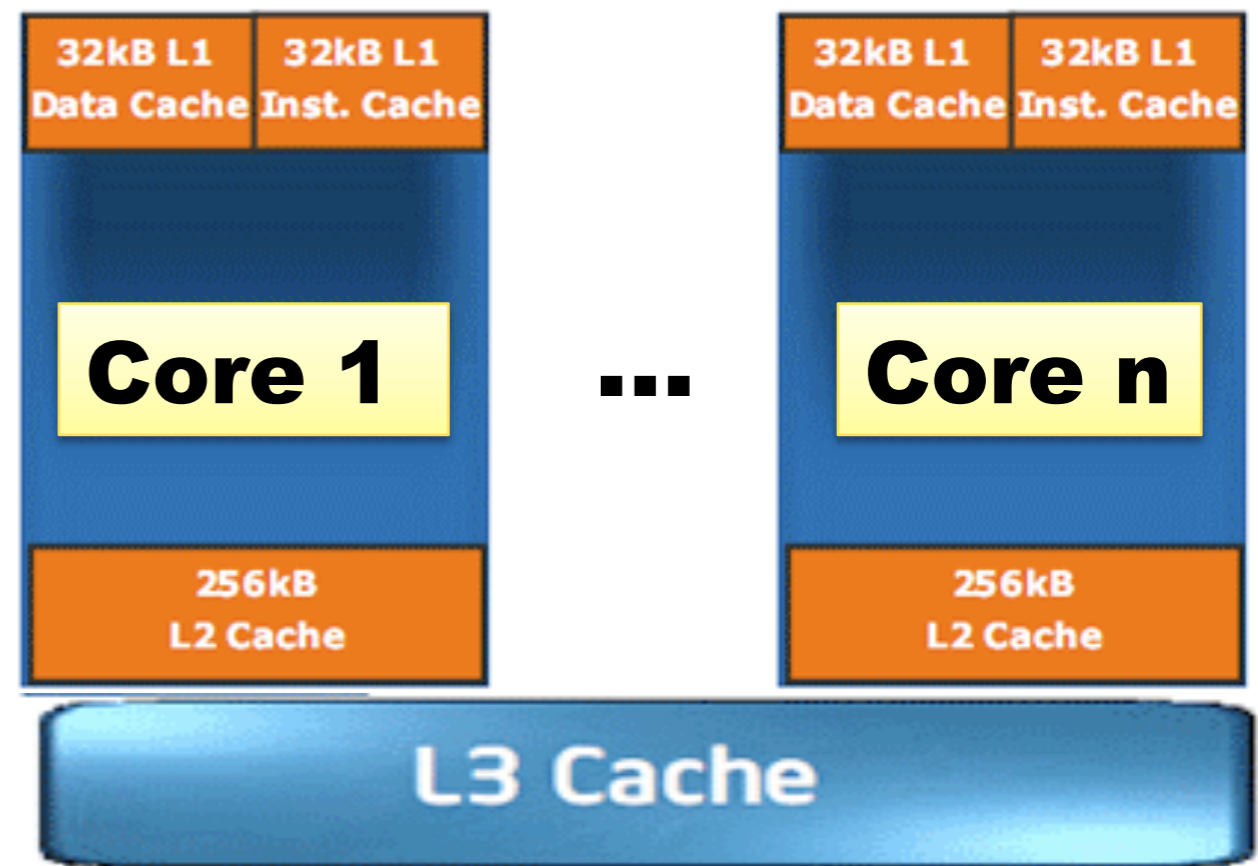 32kB L1
Data Cache
32kB L1
Inst. Cache
Core 1
256kB
L2 Cache
...
32kB L1
Data Cache
32kB L1
Inst. Cache
Core n
256kB
L2 Cache
L3 Cache